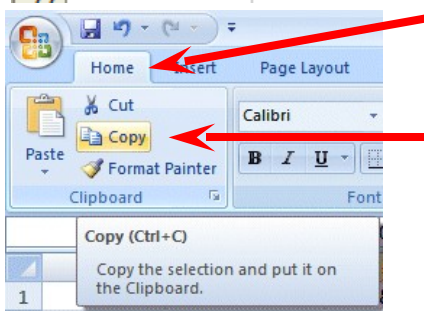 Home Insert Page Layout
Cut
Copy
Paste
Format Painter
Calibri
B I U
Clipboard
Font
Copy (Ctrl+C)
Copy the selection and put it on
the Clipboard.
1